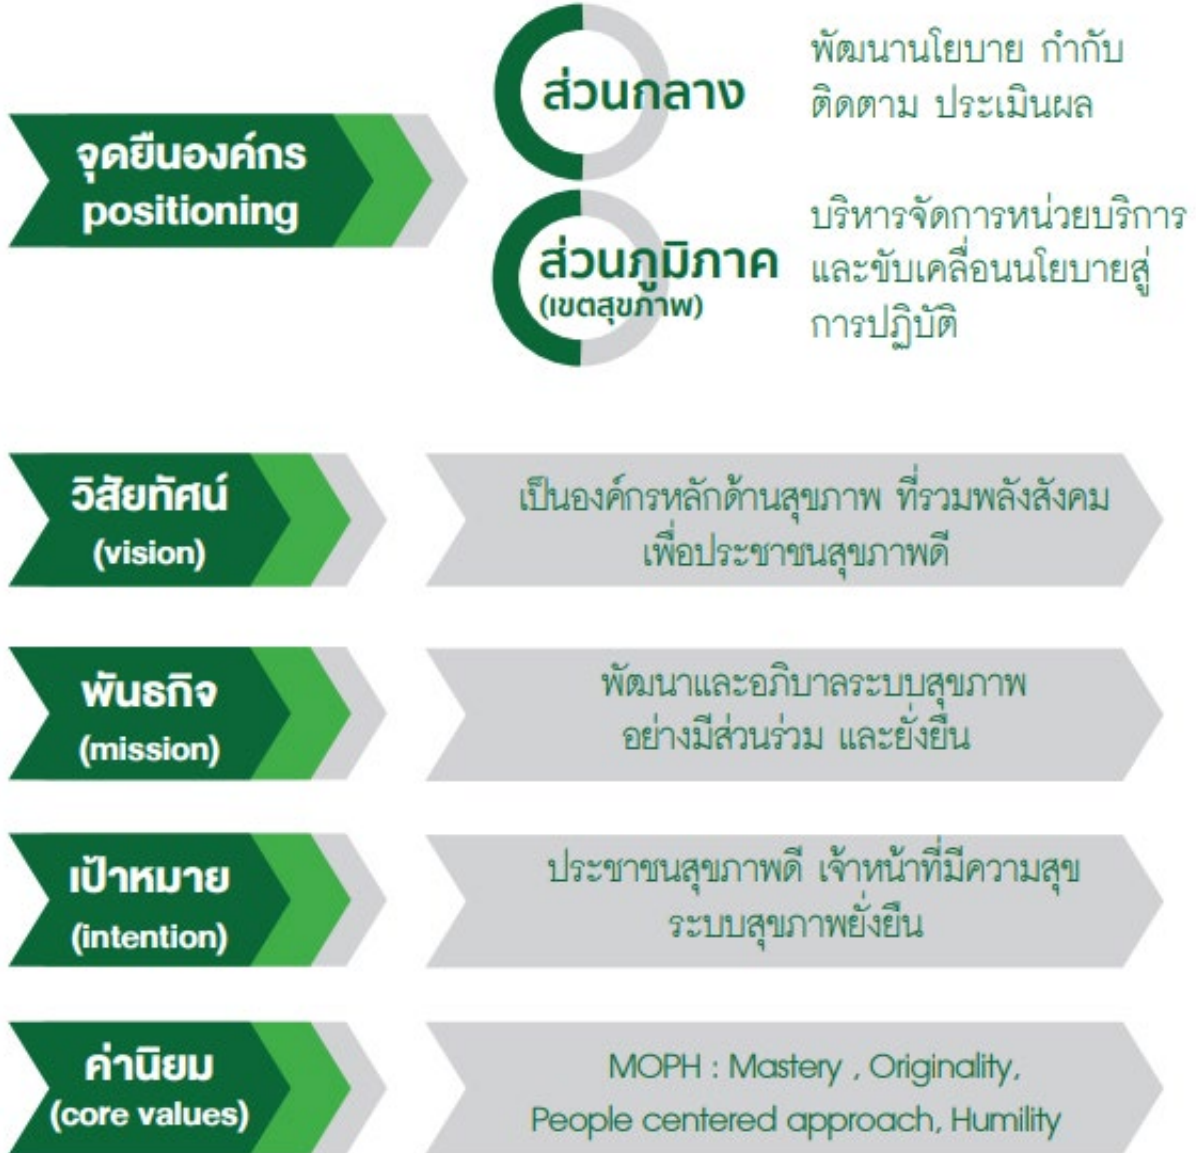 จุดยืนองค์กร
positioning
ส่วนกลาง
พัฒนานโยบาย กำกับ
ติดตาม ประเมินผล
ส่วนภูมิภาค
(เขตสุขภาพ)
บริหารจัดการหน่วยบริการ
และขับเคลื่อนนโยบายสู่
การปฏิบัติ
วิสัยทัศน์
(vision)
เป็นองค์กรหลักด้านสุขภาพ ที่รวมพลังสังคม
เพื่อประชาชนสุขภาพดี
พันธกิจ
(mission)
พัฒนาและอภิบาลระบบสุขภาพ
อย่างมีส่วนร่วม และยั่งยืน
เป้าหมาย
(intention)
ประชาชนสุขภาพดี เจ้าหน้าที่มีความสุข
ระบบสุขภาพยั่งยืน
ค่านิยม
(core values)
MOPH : Mastery , Originality,
People centered approach, Humility